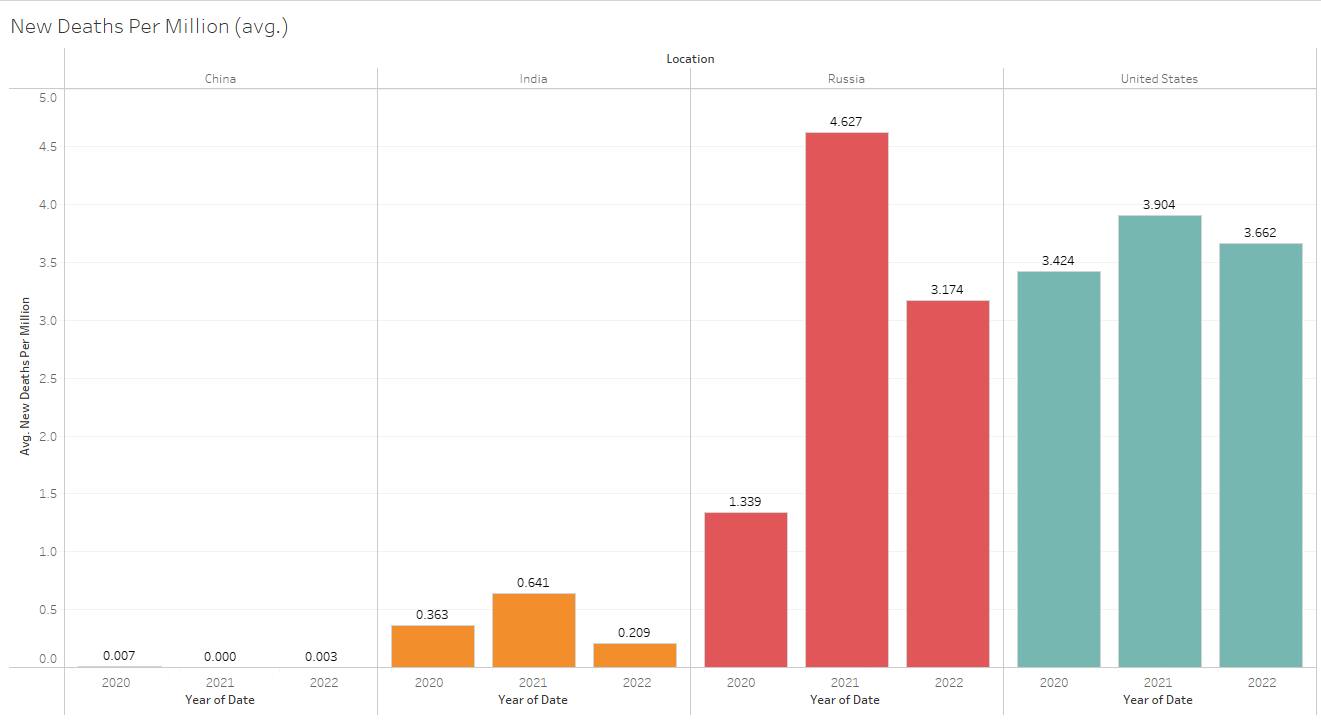 New Deaths Per Million (avg.)
Location
China India Russia United States
Avg. New Deaths Per Million
5.0
4.5
4.0
3.5
3.0
2.5
2.0
1.5
1.0
0.5
0.0
0.007 0.000 0.003
0.363 0.641 0.209
1.339 4.627 3.174
3.424 3.904 3.662
2020 2021 2022 2020 2021 2022 2020 2021 2022 2020 2021 2022
Year of Date Year of Date Year of Date Year of Date